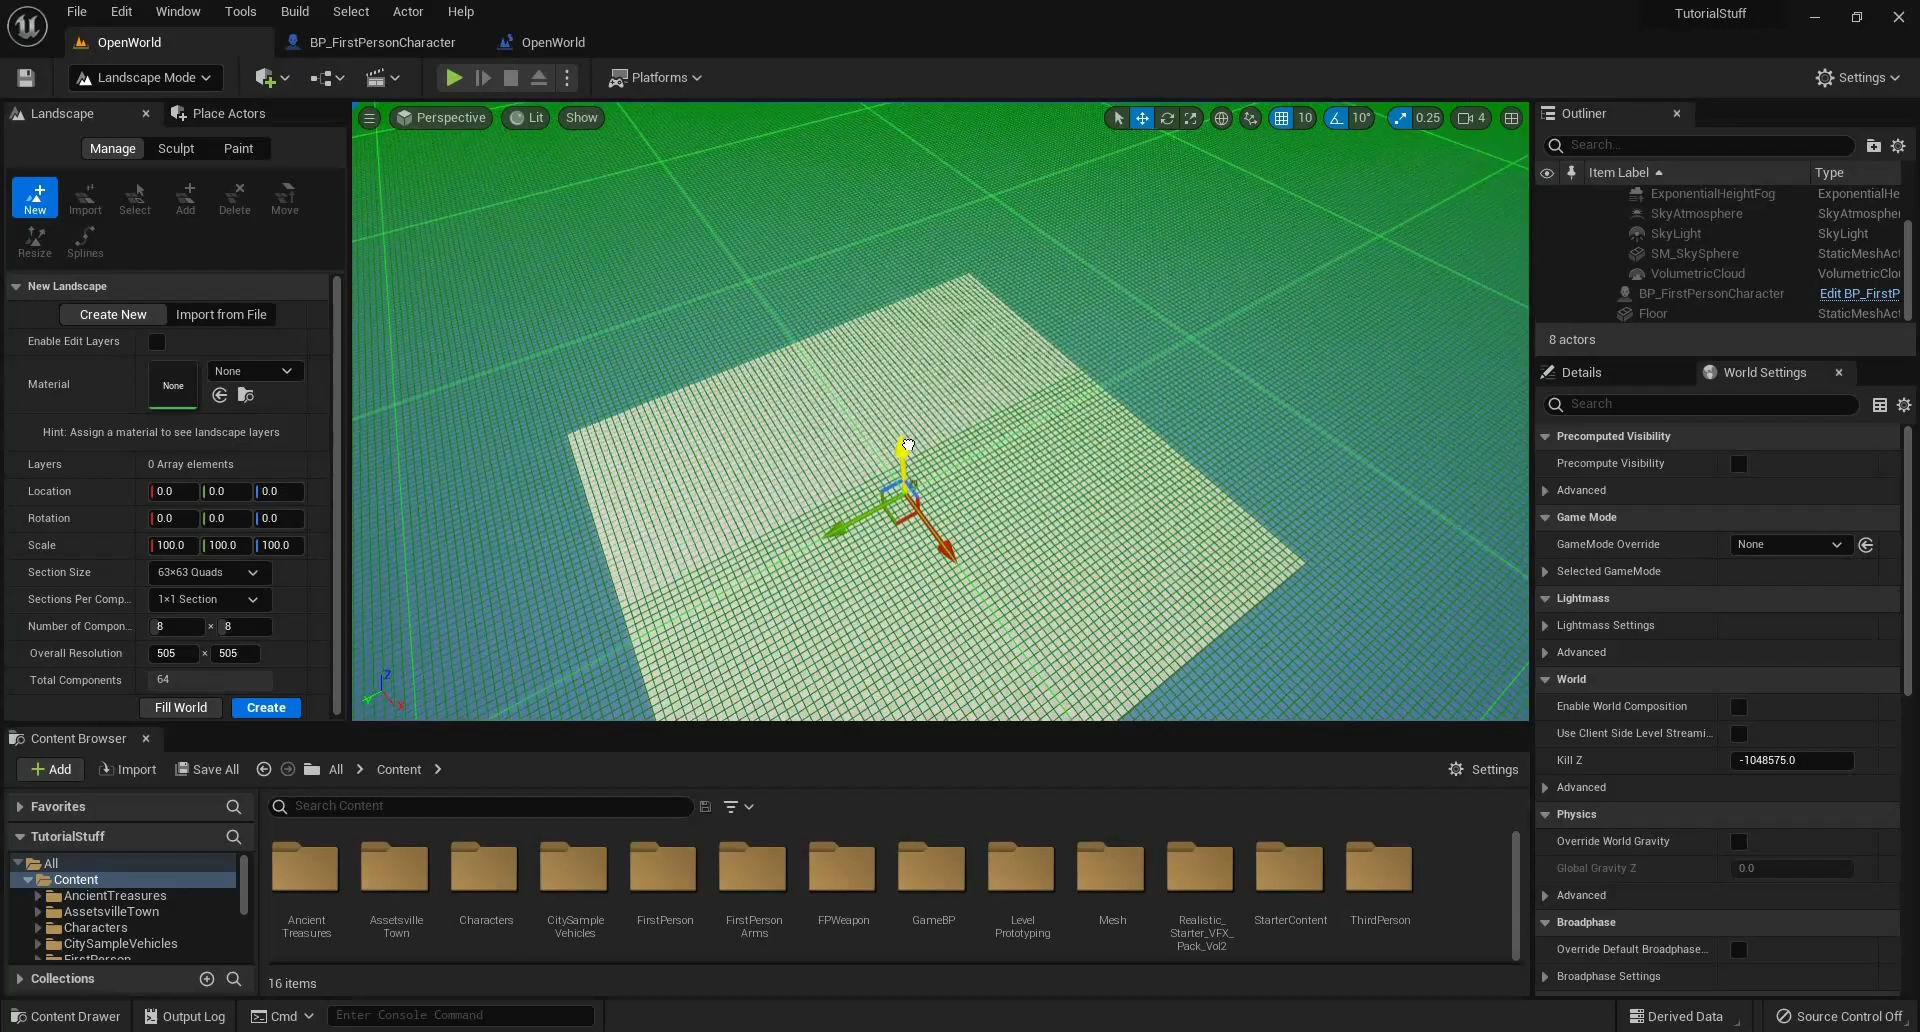 File Edit Window Tools Build Select Actor Help
TutorialStuff
OpenWorld BP_FirstPersonCharacter OpenWorld
Landscape Mode Platforms Settings
Landscape Place Actors
Manage Sculpt Paint
New Import Select Add Delete Move
Resize Splines
New Landscape
Create New Import from File
Enable Edit Layers
Material None None
Hint: Assign a material to see landscape layers
Layers 0 Array elements
Location 0.0 0.0 0.0
Rotation 0.0 0.0 0.0
Scale 100.0 100.0 100.0
Section Size 63×63 Quads
Sections Per Comp... 1×1 Section
Number of Compon... 8 × 8
Overall Resolution 505 × 505
Total Components 64
Fill World Create
Perspective Lit Show 10 10° 0.25 4
Z
X
Outliner
Search...
Item Label Type
ExponentialHeightFog ExponentialHe
SkyAtmosphere SkyAtmospher
SkyLight SkyLight
SM_SkySphere StaticMeshAct
VolumetricCloud VolumetricClou
BP_FirstPersonCharacter Edit BP_FirstP
Floor StaticMeshAct
8 actors
Details World Settings
Search
Precomputed Visibility
Precompute Visibility
Advanced
Game Mode
GameMode Override None
Selected GameMode
Lightmass
Lightmass Settings
Advanced
World
Enable World Composition
Use Client Side Level Streami...
Kill Z -1048575.0
Advanced
Physics
Override World Gravity
Global Gravity Z 0.0
Advanced
Broadphase
Override Default Broadphase...
Broadphase Settings
Content Browser
Add Import Save All All Content Settings
Favorites
TutorialStuff
All
Content
AncientTreasures
AssetsvilleTown
Characters
CitySampleVehicles
FirstPerson
Collections
Search Content
Ancient Treasures
Assetsville Town
Characters
CitySample Vehicles
FirstPerson
FirstPerson Arms
FPWeapon
GameBP
Level Prototyping
Mesh
Realistic_ Starter_VFX_ Pack_Vol2
StarterContent
ThirdPerson
16 items
Content Drawer Output Log Cmd Enter Console Command Derived Data Source Control Off